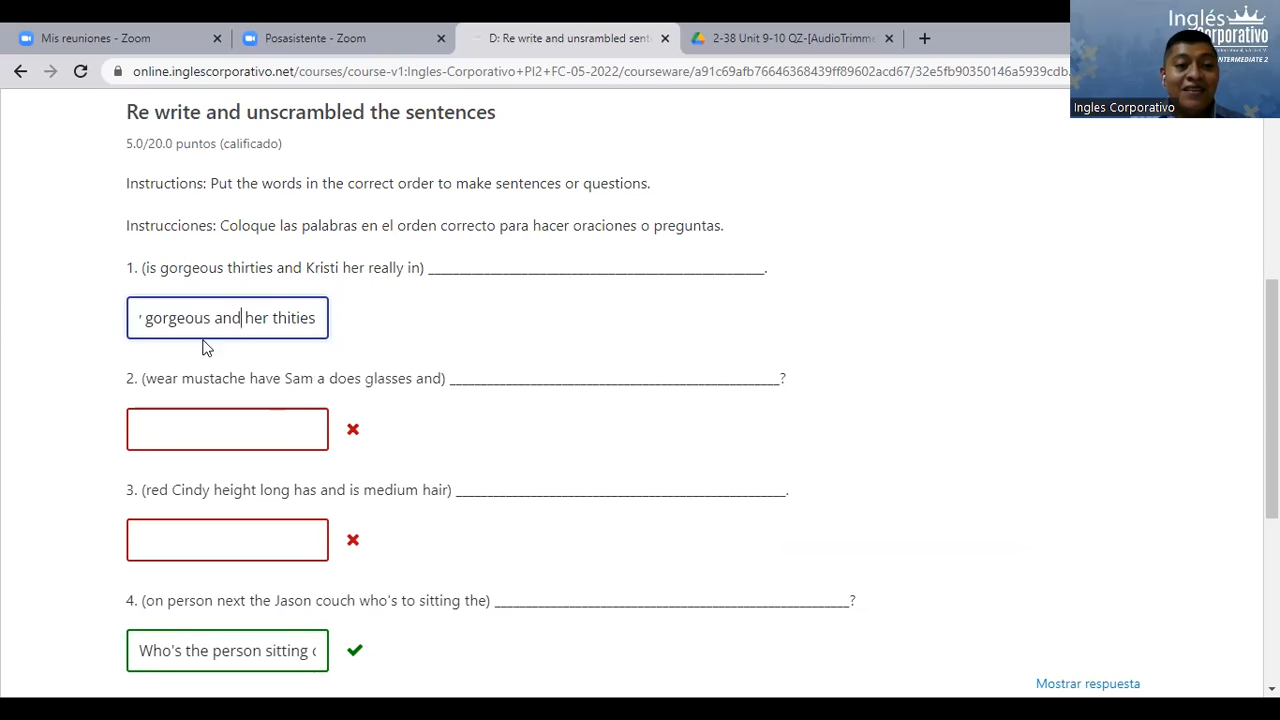 Mis reuniones - Zoom
Posasistente - Zoom
D: Re write and unsrambled sent
2-38 Unit 9-10 QZ-[AudioTrimme
online.inglescorporativo.net/courses/course-v1:Ingles-Corporativo+PI2+FC-05-2022/courseware/a91c69afb76646368439ff89602acd67/32e5fb90350146a5939cdb
Inglés
Corporativo
INTERMEDIATE 2
Ingles Corporativo
Re write and unscrambled the sentences
5.0/20.0 puntos (calificado)
Instructions: Put the words in the correct order to make sentences or questions.
Instrucciones: Coloque las palabras en el orden correcto para hacer oraciones o preguntas.
1. (is gorgeous thirties and Kristi her really in) ______________________________________________.
gorgeous and her thities
2. (wear mustache have Sam a does glasses and) ______________________________________________?
3. (red Cindy height long has and is medium hair) ______________________________________________.
4. (on person next the Jason couch who's to sitting the) ________________________________________________?
Who's the person sitting
Mostrar respuesta